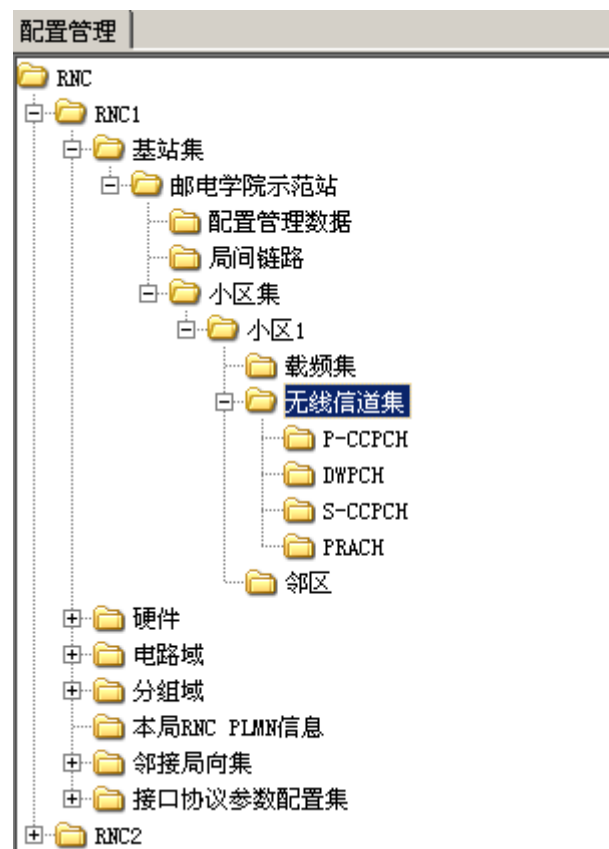 配置管理
RNC
RNC1
基站集
邮电学院示范站
配置管理数据
局间链路
小区集
小区1
载频集
无线信道集
P-CCPCH
DWPCH
S-CCPCH
PRACH
邻区
硬件
电路域
分组域
本局RNC PLMN信息
邻接局向集
接口协议参数配置集
RNC2